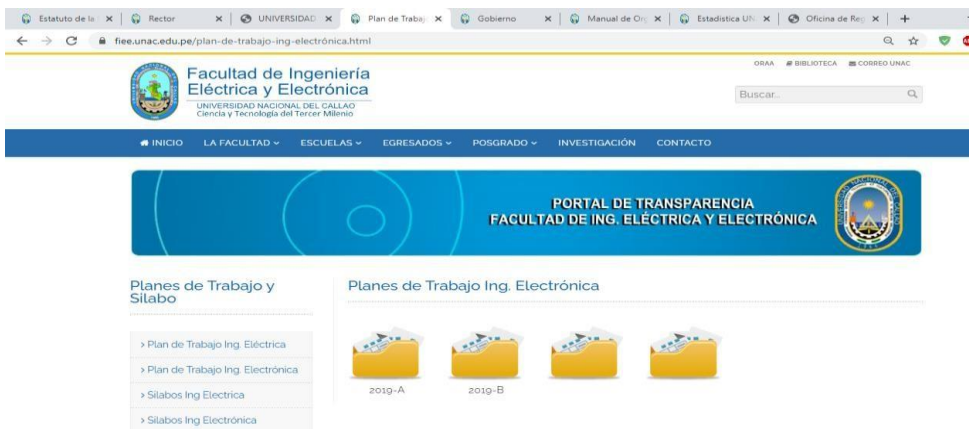 Estatuto de la
Rector
UNIVERSIDAD
Plan de Trabaj
Gobierno
Manual de Org
Estadistica UN
Oficina de Reg
fiee.unac.edu.pe/plan-de-trabajo-ing-electrónica.html
Facultad de Ingeniería
Eléctrica y Electrónica
UNIVERSIDAD NACIONAL DEL CALLAO
Ciencia y Tecnología del Tercer Milenio
ORAA BIBLIOTECA CORREO UNAC
Buscar..
INICIO LA FACULTAD ESCUELAS EGRESADOS POSGRADO INVESTIGACIÓN CONTACTO
PORTAL DE TRANSPARENCIA
FACULTAD DE ING. ELÉCTRICA Y ELECTRÓNICA
Planes de Trabajo y
Silabo
> Plan de Trabajo Ing. Eléctrica
> Plan de Trabajo Ing. Electrónica
> Silabos Ing Electrica
> Silabos Ing Electrónica
Planes de Trabajo Ing. Electrónica
2019-A 2019-B